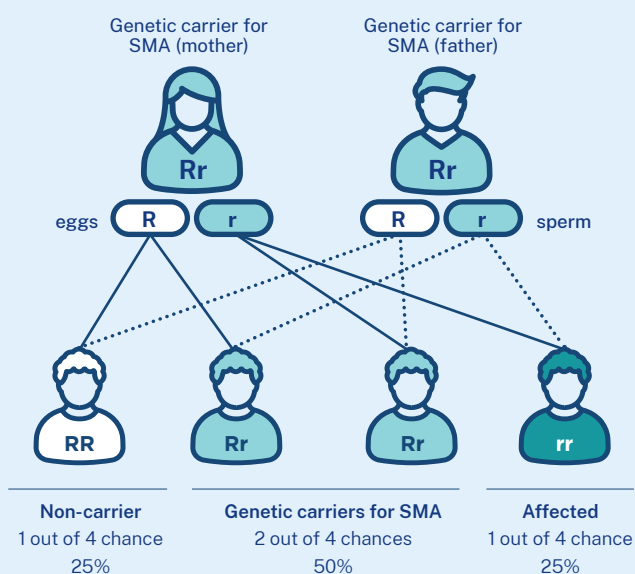 Genetic carrier for
SMA (mother)
Genetic carrier for
SMA (father)
Rr
Rr
eggs
R
r
R
r
sperm
RR
Rr
Rr
rr
Non-carrier
1 out of 4 chance
25%
Genetic carriers for SMA
2 out of 4 chances
50%
Affected
1 out of 4 chance
25%